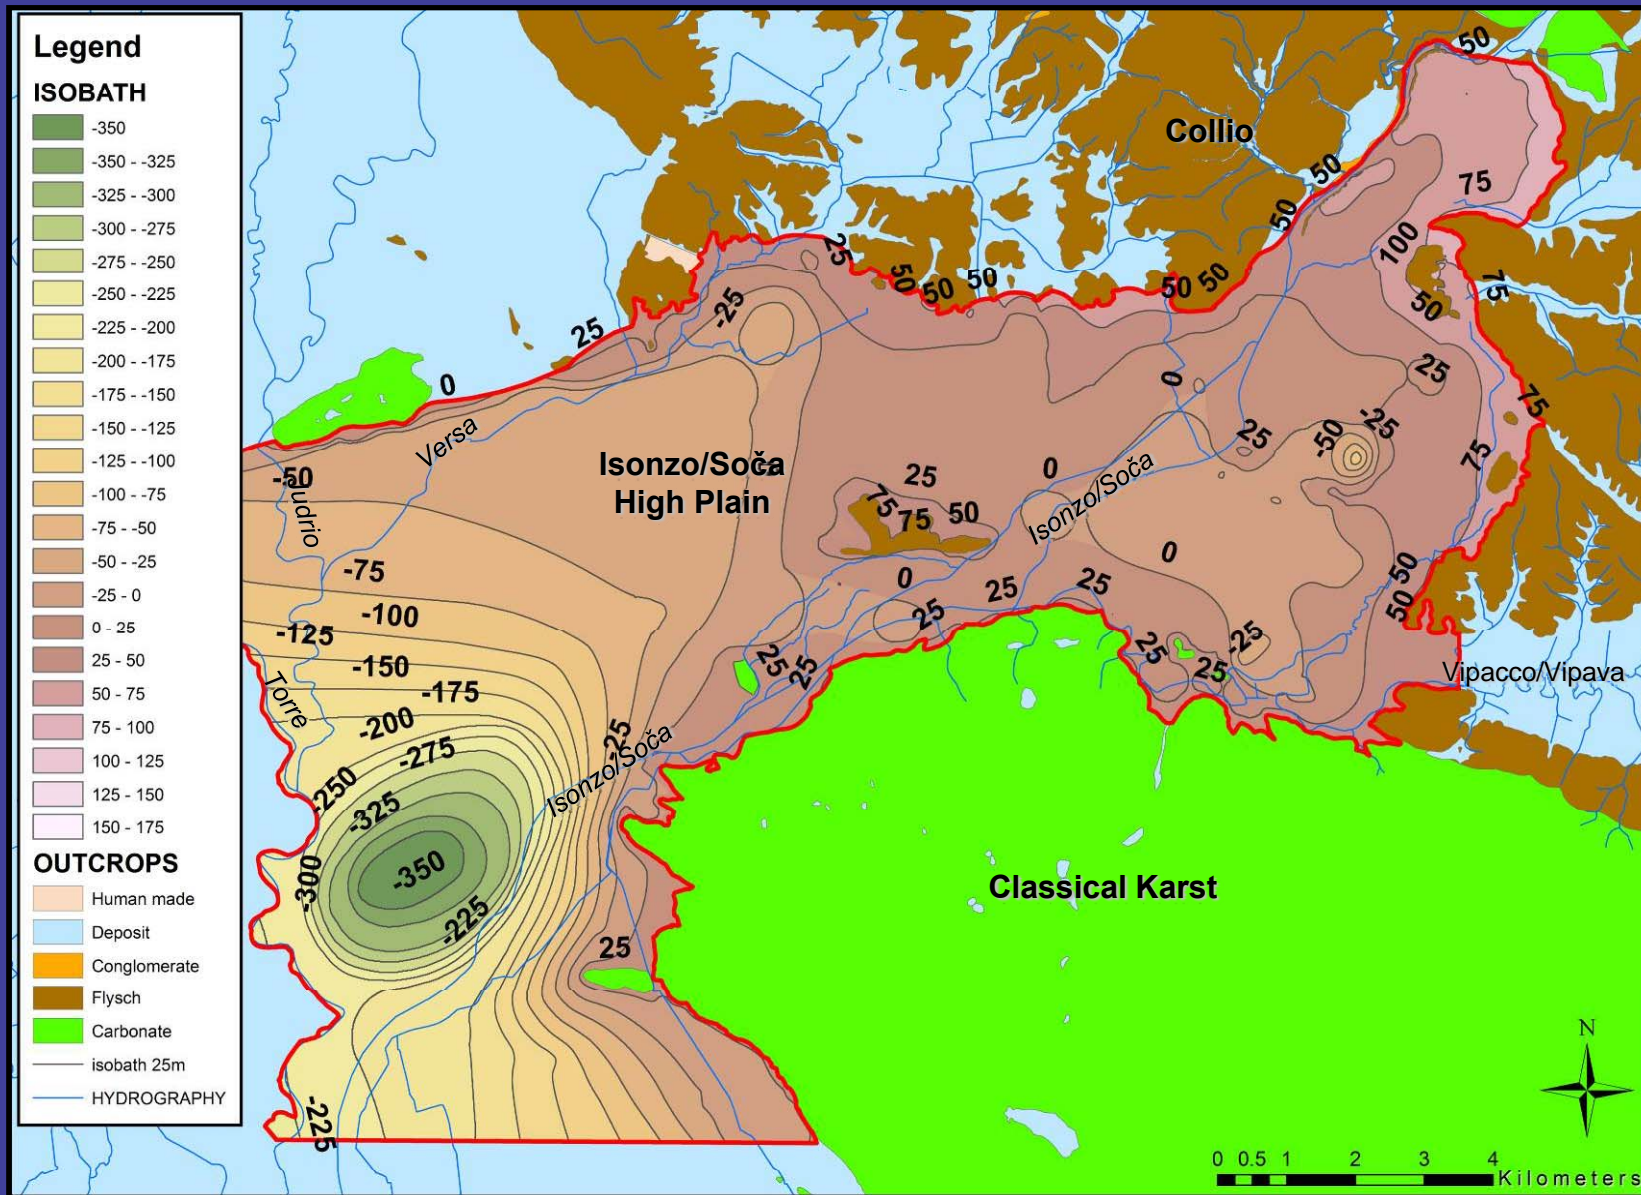 Legend
ISOBATH
-350
-350 - -325
-325 - -300
-300 - -275
-275 - -250
-250 - -225
-225 - -200
-200 - -175
-175 - -150
-150 - -125
-125 - -100
-100 - -75
-75 - -50
-50 - -25
-25 - 0
0 - 25
25 - 50
50 - 75
75 - 100
100 - 125
125 - 150
150 - 175
OUTCROPS
Human made
Deposit
Conglomerate
Flysch
Carbonate
isobath 25m
HYDROGRAPHY
50
Collio
50
75
50
100
25
50
50
50
50
50
75
50
-25
25
25
0
0
75
-25
-50
25
Versa
Isonzo/Soča
High Plain
-50
Judrio
25
0
Isonzo/Soča
75
75
75
50
0
-75
0
25
25
50
50
-100
25
-125
-25
25
-150
25
25
25
Vipacco/Vipava
-175
Torre
-200
-25
Isonzo/Soča
-275
-250
-325
-350
-300
Classical Karst
-225
25
N
-225
0 0.5 1 2 3 4
Kilometers